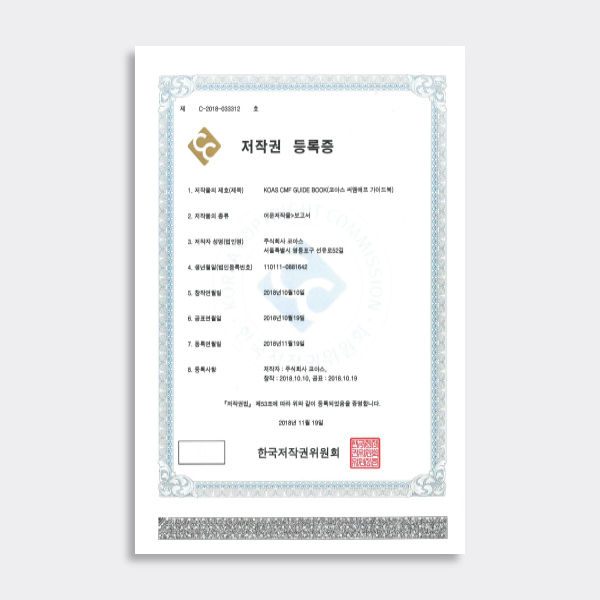 제 C-2018-033312 호
저작권 등록증
1. 저작물의 제호(제목) KOAS CMF GUIDE BOOK(코아스 씨엠에프 가이드북)
2. 저작물의 종류 어문저작물>보고서
3. 저작자 성명(법인명) 주식회사 코아스
서울특별시 영등포구 선유로52길
4. 생년월일(법인등록번호) 110111-0881642
5. 창작연월일 2018년10월10일
6. 공표연월일 2018년10월19일
7. 등록연월일 2018년11월19일
8. 등록사항 저작자 : 주식회사 코아스,
창작 : 2018.10.10, 공표 : 2018.10.19
『저작권법』 제53조에 따라 위와 같이 등록되었음을 증명합니다.
2018년 11월 19일
한국저작권위원회
KOREA COPYRIGHT COMMISSION
한국저작권위원회